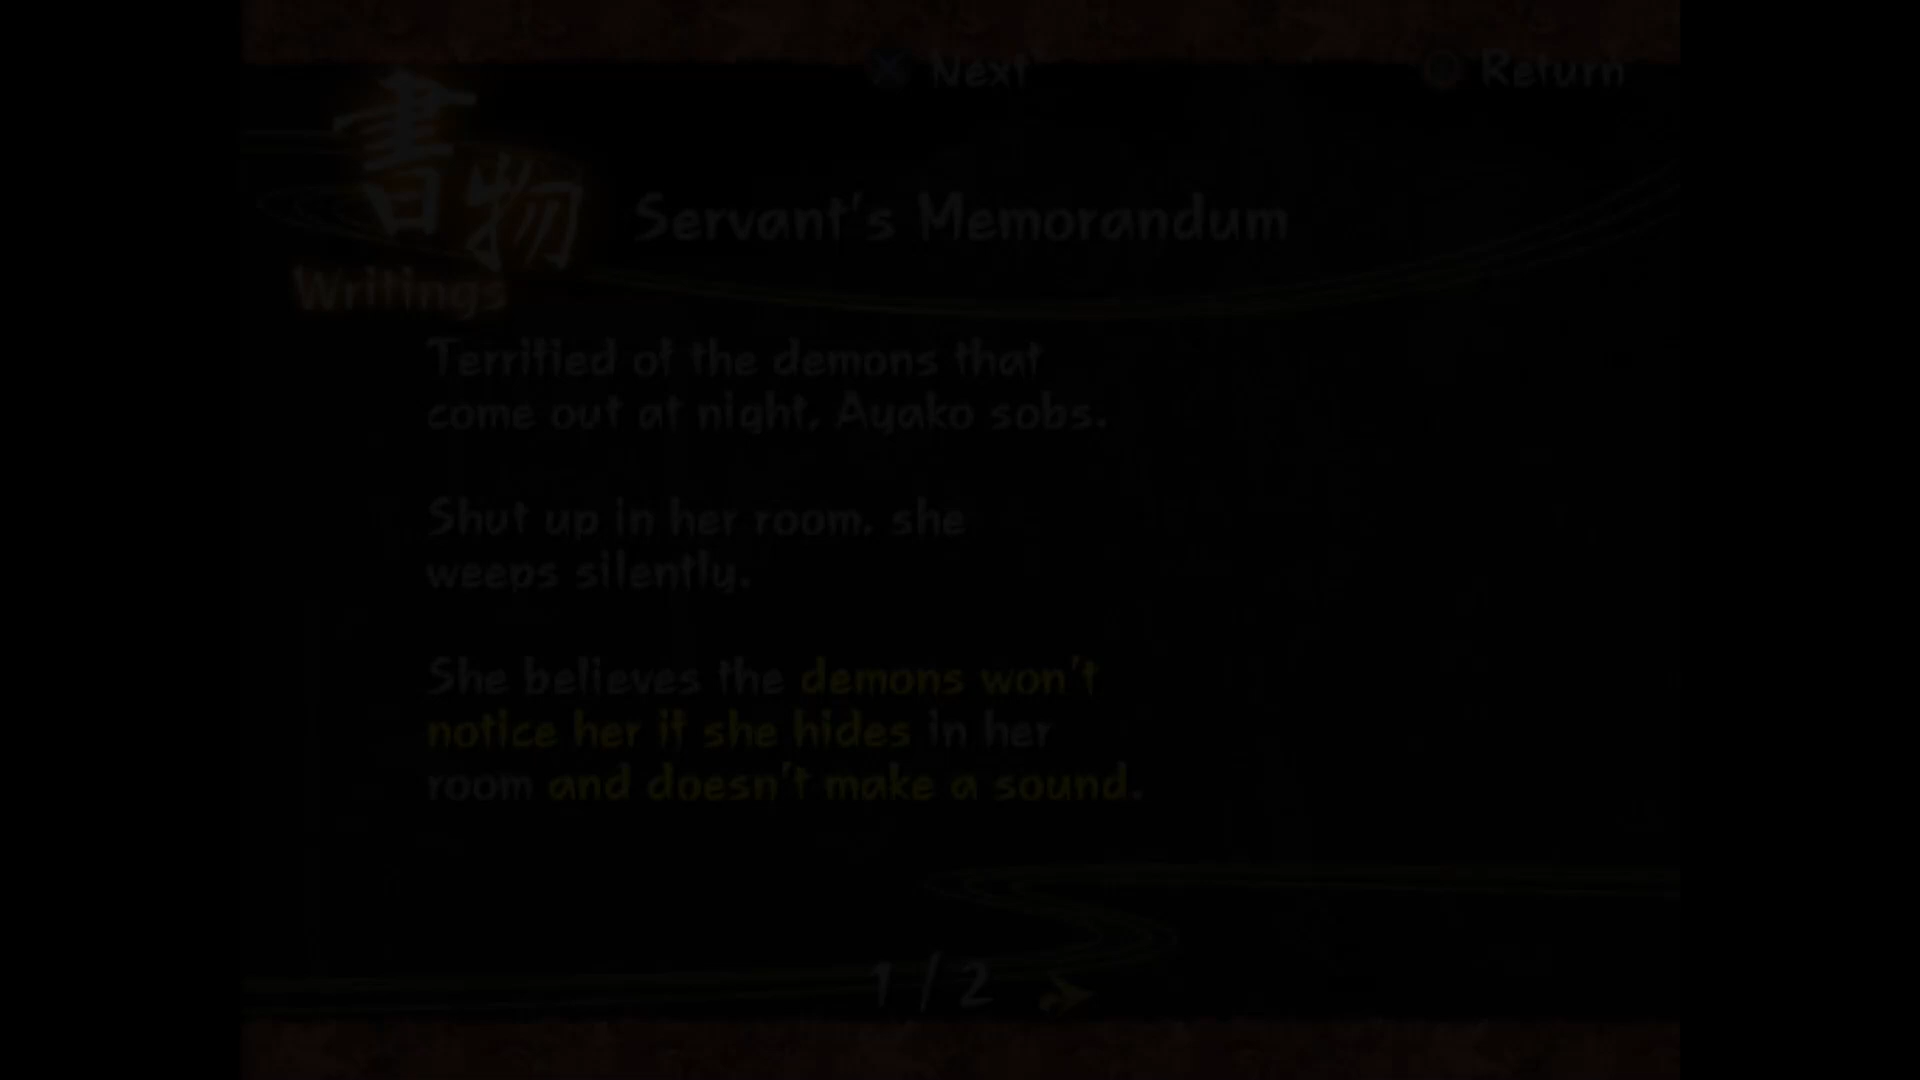 Next
Return
書物
Servant's Memorandum
Writings
Terrified of the demons that
come out at night, Ayako sobs.
Shut up in her room, she
weeps silently.
She believes the demons won't
notice her if she hides in her
room and doesn't make a sound.
1 / 2